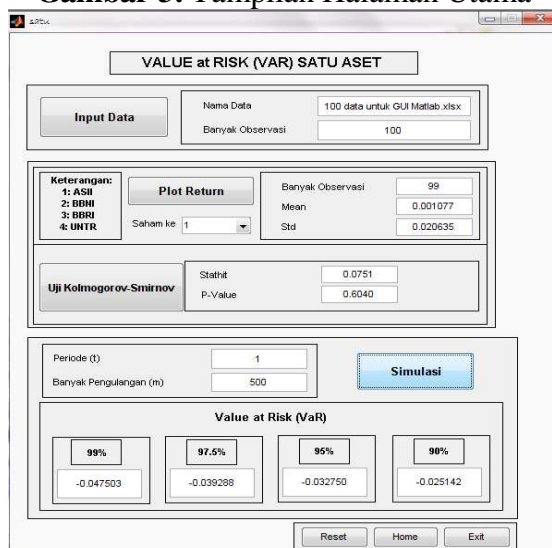 Gambar 3. Tampilan Halaman Utama
satu
VALUE at RISK (VAR) SATU ASET
Input Data
Nama Data 100 data untuk GUI Matlab.xlsx
Banyak Observasi 100
Keterangan:
1: ASII
2: BBNI
3: BBRI
4: UNTR
Plot Return
Saham ke 1
Banyak Observasi 99
Mean 0.001077
Std 0.020635
Uji Kolmogorov-Smirnov
Stathit 0.0751
P-Value 0.6040
Periode (t) 1
Banyak Pengulangan (m) 500
Simulasi
Value at Risk (VaR)
99% 97.5% 95% 90%
-0.047503 -0.039288 -0.032750 -0.025142
Reset Home Exit